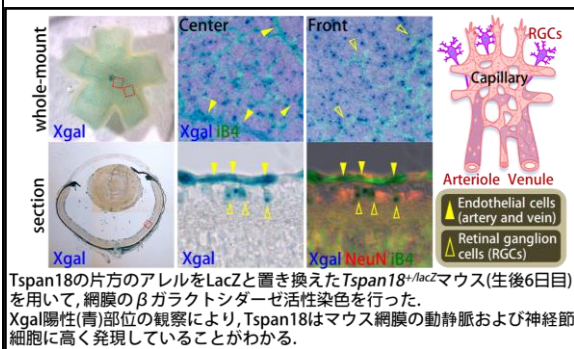 Center
Front
RGCs
whole-mount
Xgal
Xgal iB4
Xgal iB4
Capillary
Arteriole Venule
section
Xgal
Xgal
Xgal NeuN iB4
Endothelial cells
(artery and vein)
Retinal ganglion
cells (RGCs)
Tspan18の片方のアレルをLacZと置き換えたTspan18+/lacZマウス(生後6日目)
を用いて,網膜のβガラクトシダーゼ活性染色を行った.
Xgal陽性(青)部位の観察により,Tspan18はマウス網膜の動静脈および神経節
細胞に高く発現していることがわかる.